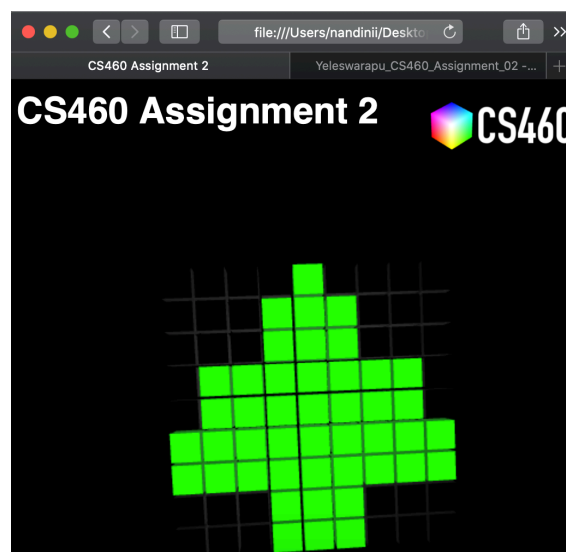 file:///Users/nandinii/Deskto
CS460 Assignment 2
Yeleswarapu_CS460_Assignment_02 -...
CS460 Assignment 2
CS460